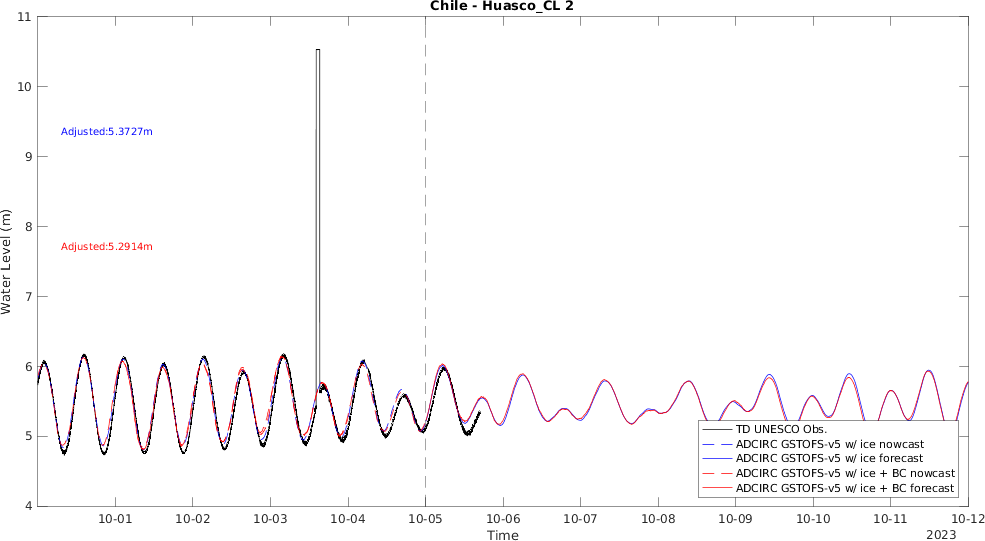 Chile - Huasco_CL 2
11
10
9
8
7
6
5
4
Water Level (m)
Adjusted:5.3727m
Adjusted:5.2914m
TD UNESCO Obs.
ADCIRC GSTOFS-v5 w/ ice nowcast
ADCIRC GSTOFS-v5 w/ ice forecast
ADCIRC GSTOFS-v5 w/ ice + BC nowcast
ADCIRC GSTOFS-v5 w/ ice + BC forecast
10-01 10-02 10-03 10-04 10-05 10-06 10-07 10-08 10-09 10-10 10-11 10-12
Time
2023